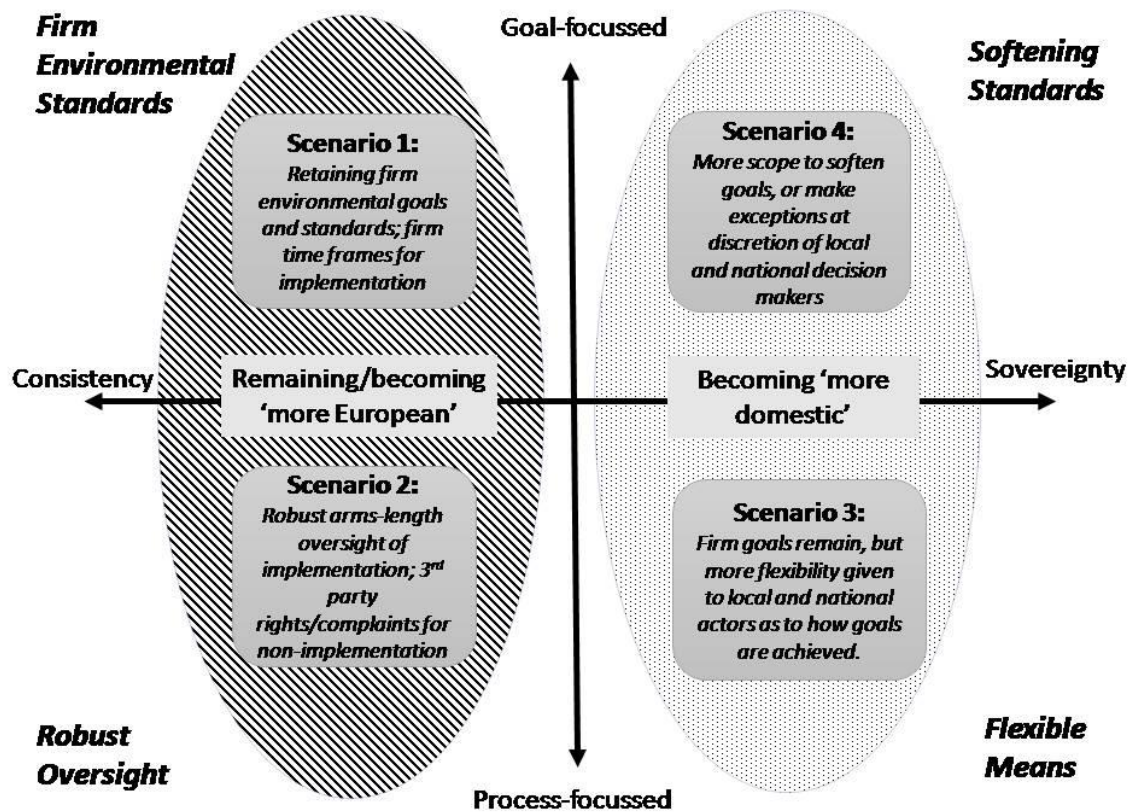 Firm
Environmental
Standards
Goal-focussed
Softening
Standards
Scenario 1:
Retaining firm
environmental goals
and standards; firm
time frames for
implementation
Scenario 4:
More scope to soften
goals, or make
exceptions at
discretion of local
and national decision
makers
Consistency
Remaining/becoming
‘more European’
Becoming ‘more
domestic’
Sovereignty
Scenario 2:
Robust arms-length
oversight of
implementation; 3rd
party
rights/complaints for
non-implementation
Scenario 3:
Firm goals remain, but
more flexibility given
to local and national
actors as to how goals
are achieved.
Robust
Oversight
Process-focussed
Flexible
Means